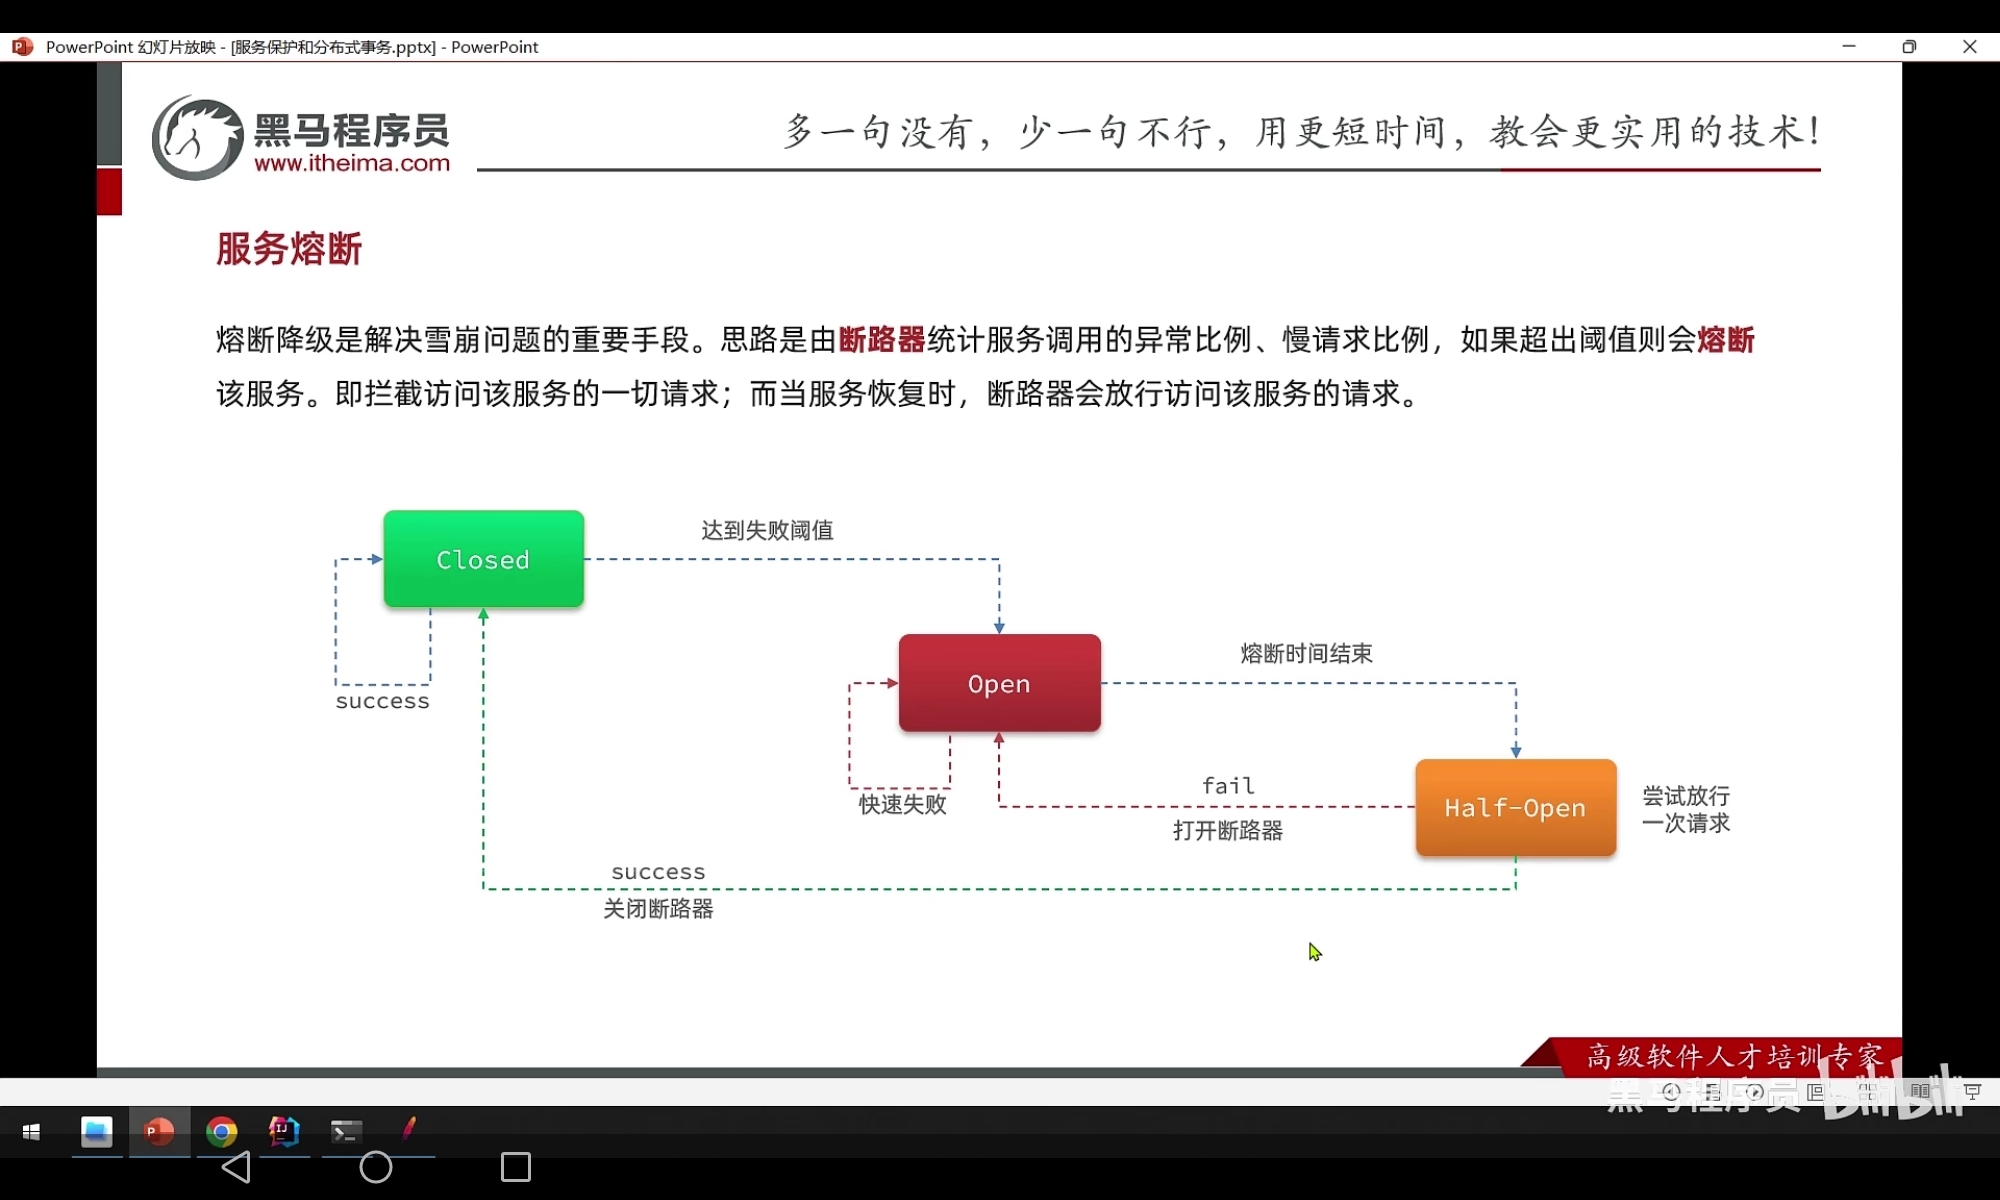 PowerPoint 幻灯片放映 - [服务保护和分布式事务.pptx] - PowerPoint
黑马程序员
www.itheima.com
多一句没有，少一句不行，用更短时间，教会更实用的技术！
服务熔断
熔断降级是解决雪崩问题的重要手段。思路是由断路器统计服务调用的异常比例、慢请求比例，如果超出阈值则会熔断
该服务。即拦截访问该服务的一切请求；而当服务恢复时，断路器会放行访问该服务的请求。
Closed
达到失败阈值
success
Open
熔断时间结束
快速失败
fail
打开断路器
Half-Open
尝试放行
一次请求
success
关闭断路器
高级软件人才培训专家
黑马程序员
bilibili